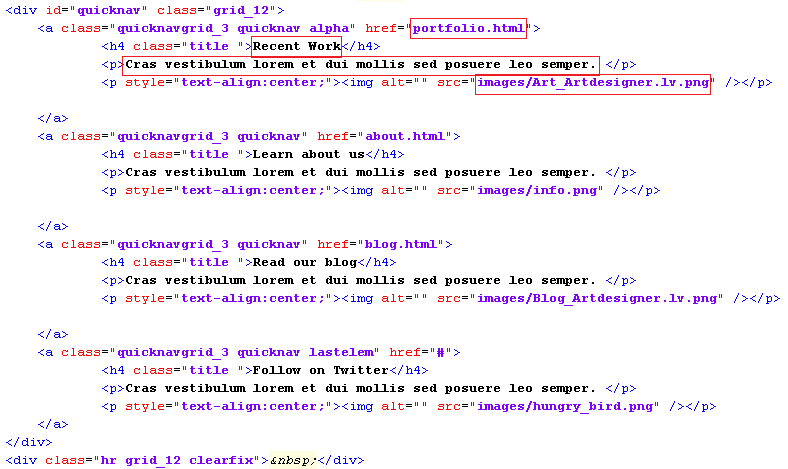 <div id="quicknav" class="grid_12">
<a class="quicknavgrid_3 quicknav alpha" href="portfolio.html">
<h4 class="title ">Recent Work</h4>
<p>Cras vestibulum lorem et dui mollis sed posuere leo semper. </p>
<p style="text-align:center;"><img alt="" src="images/Art_Artdesigner.lv.png" /></p>
</a>
<a class="quicknavgrid_3 quicknav" href="about.html">
<h4 class="title ">Learn about us</h4>
<p>Cras vestibulum lorem et dui mollis sed posuere leo semper. </p>
<p style="text-align:center;"><img alt="" src="images/info.png" /></p>
</a>
<a class="quicknavgrid_3 quicknav" href="blog.html">
<h4 class="title ">Read our blog</h4>
<p>Cras vestibulum lorem et dui mollis sed posuere leo semper. </p>
<p style="text-align:center;"><img alt="" src="images/Blog_Artdesigner.lv.png" /></p>
</a>
<a class="quicknavgrid_3 quicknav lastelem" href="#">
<h4 class="title ">Follow on Twitter</h4>
<p>Cras vestibulum lorem et dui mollis sed posuere leo semper. </p>
<p style="text-align:center;"><img alt="" src="images/hungry_bird.png" /></p>
</a>
</div>
<div class="hr grid_12 clearfix">&nbsp;</div>